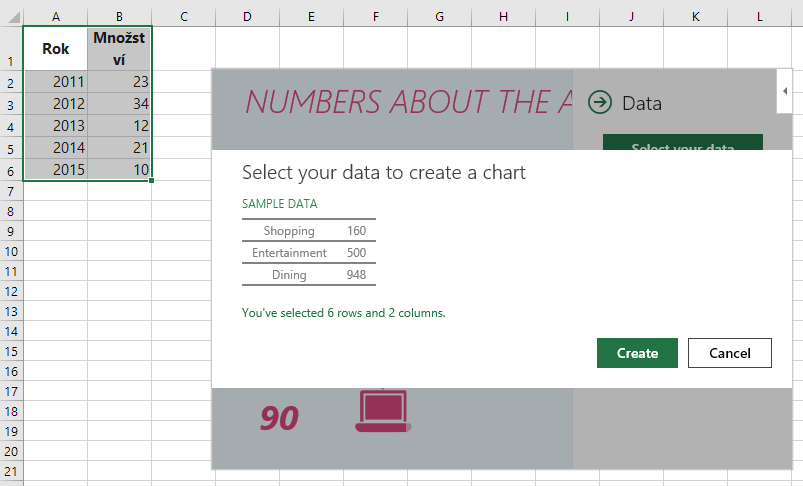 A B C D E F G H I J K L
1 Rok Množst
ví
2 2011 23
3 2012 34
4 2013 12
5 2014 21
6 2015 10
7
8
9
10
11
12
13
14
15
16
17
18
19
20
21
NUMBERS ABOUT THE A
Data
Select your data
Select your data to create a chart
SAMPLE DATA
Shopping 160
Entertainment 500
Dining 948
You've selected 6 rows and 2 columns.
Create Cancel
90